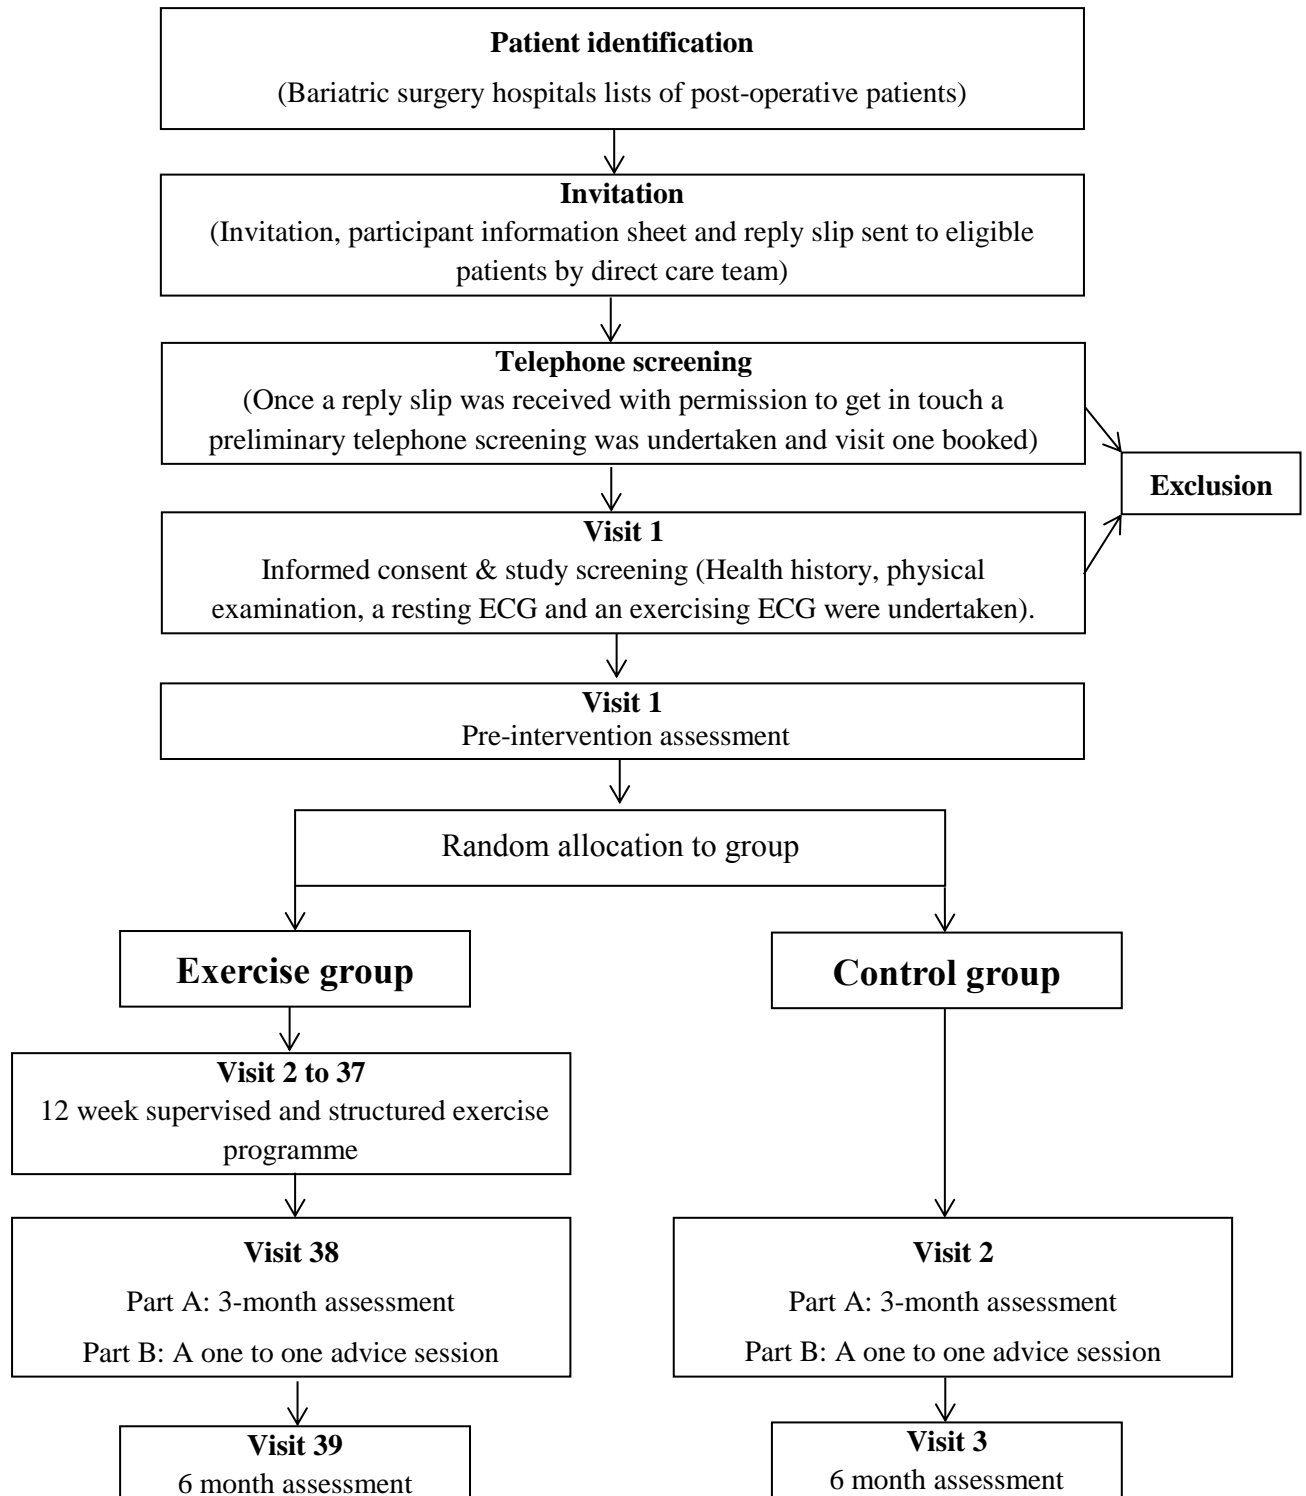 Patient identification
(Bariatric surgery hospitals lists of post-operative patients)
Invitation
(Invitation, participant information sheet and reply slip sent to eligible
patients by direct care team)
Telephone screening
(Once a reply slip was received with permission to get in touch a
preliminary telephone screening was undertaken and visit one booked)
Exclusion
Visit 1
Informed consent & study screening (Health history, physical
examination, a resting ECG and an exercising ECG were undertaken).
Visit 1
Pre-intervention assessment
Random allocation to group
Exercise group
Control group
Visit 2 to 37
12 week supervised and structured exercise
programme
Visit 38
Part A: 3-month assessment
Part B: A one to one advice session
Visit 2
Part A: 3-month assessment
Part B: A one to one advice session
Visit 39
6 month assessment
Visit 3
6 month assessment